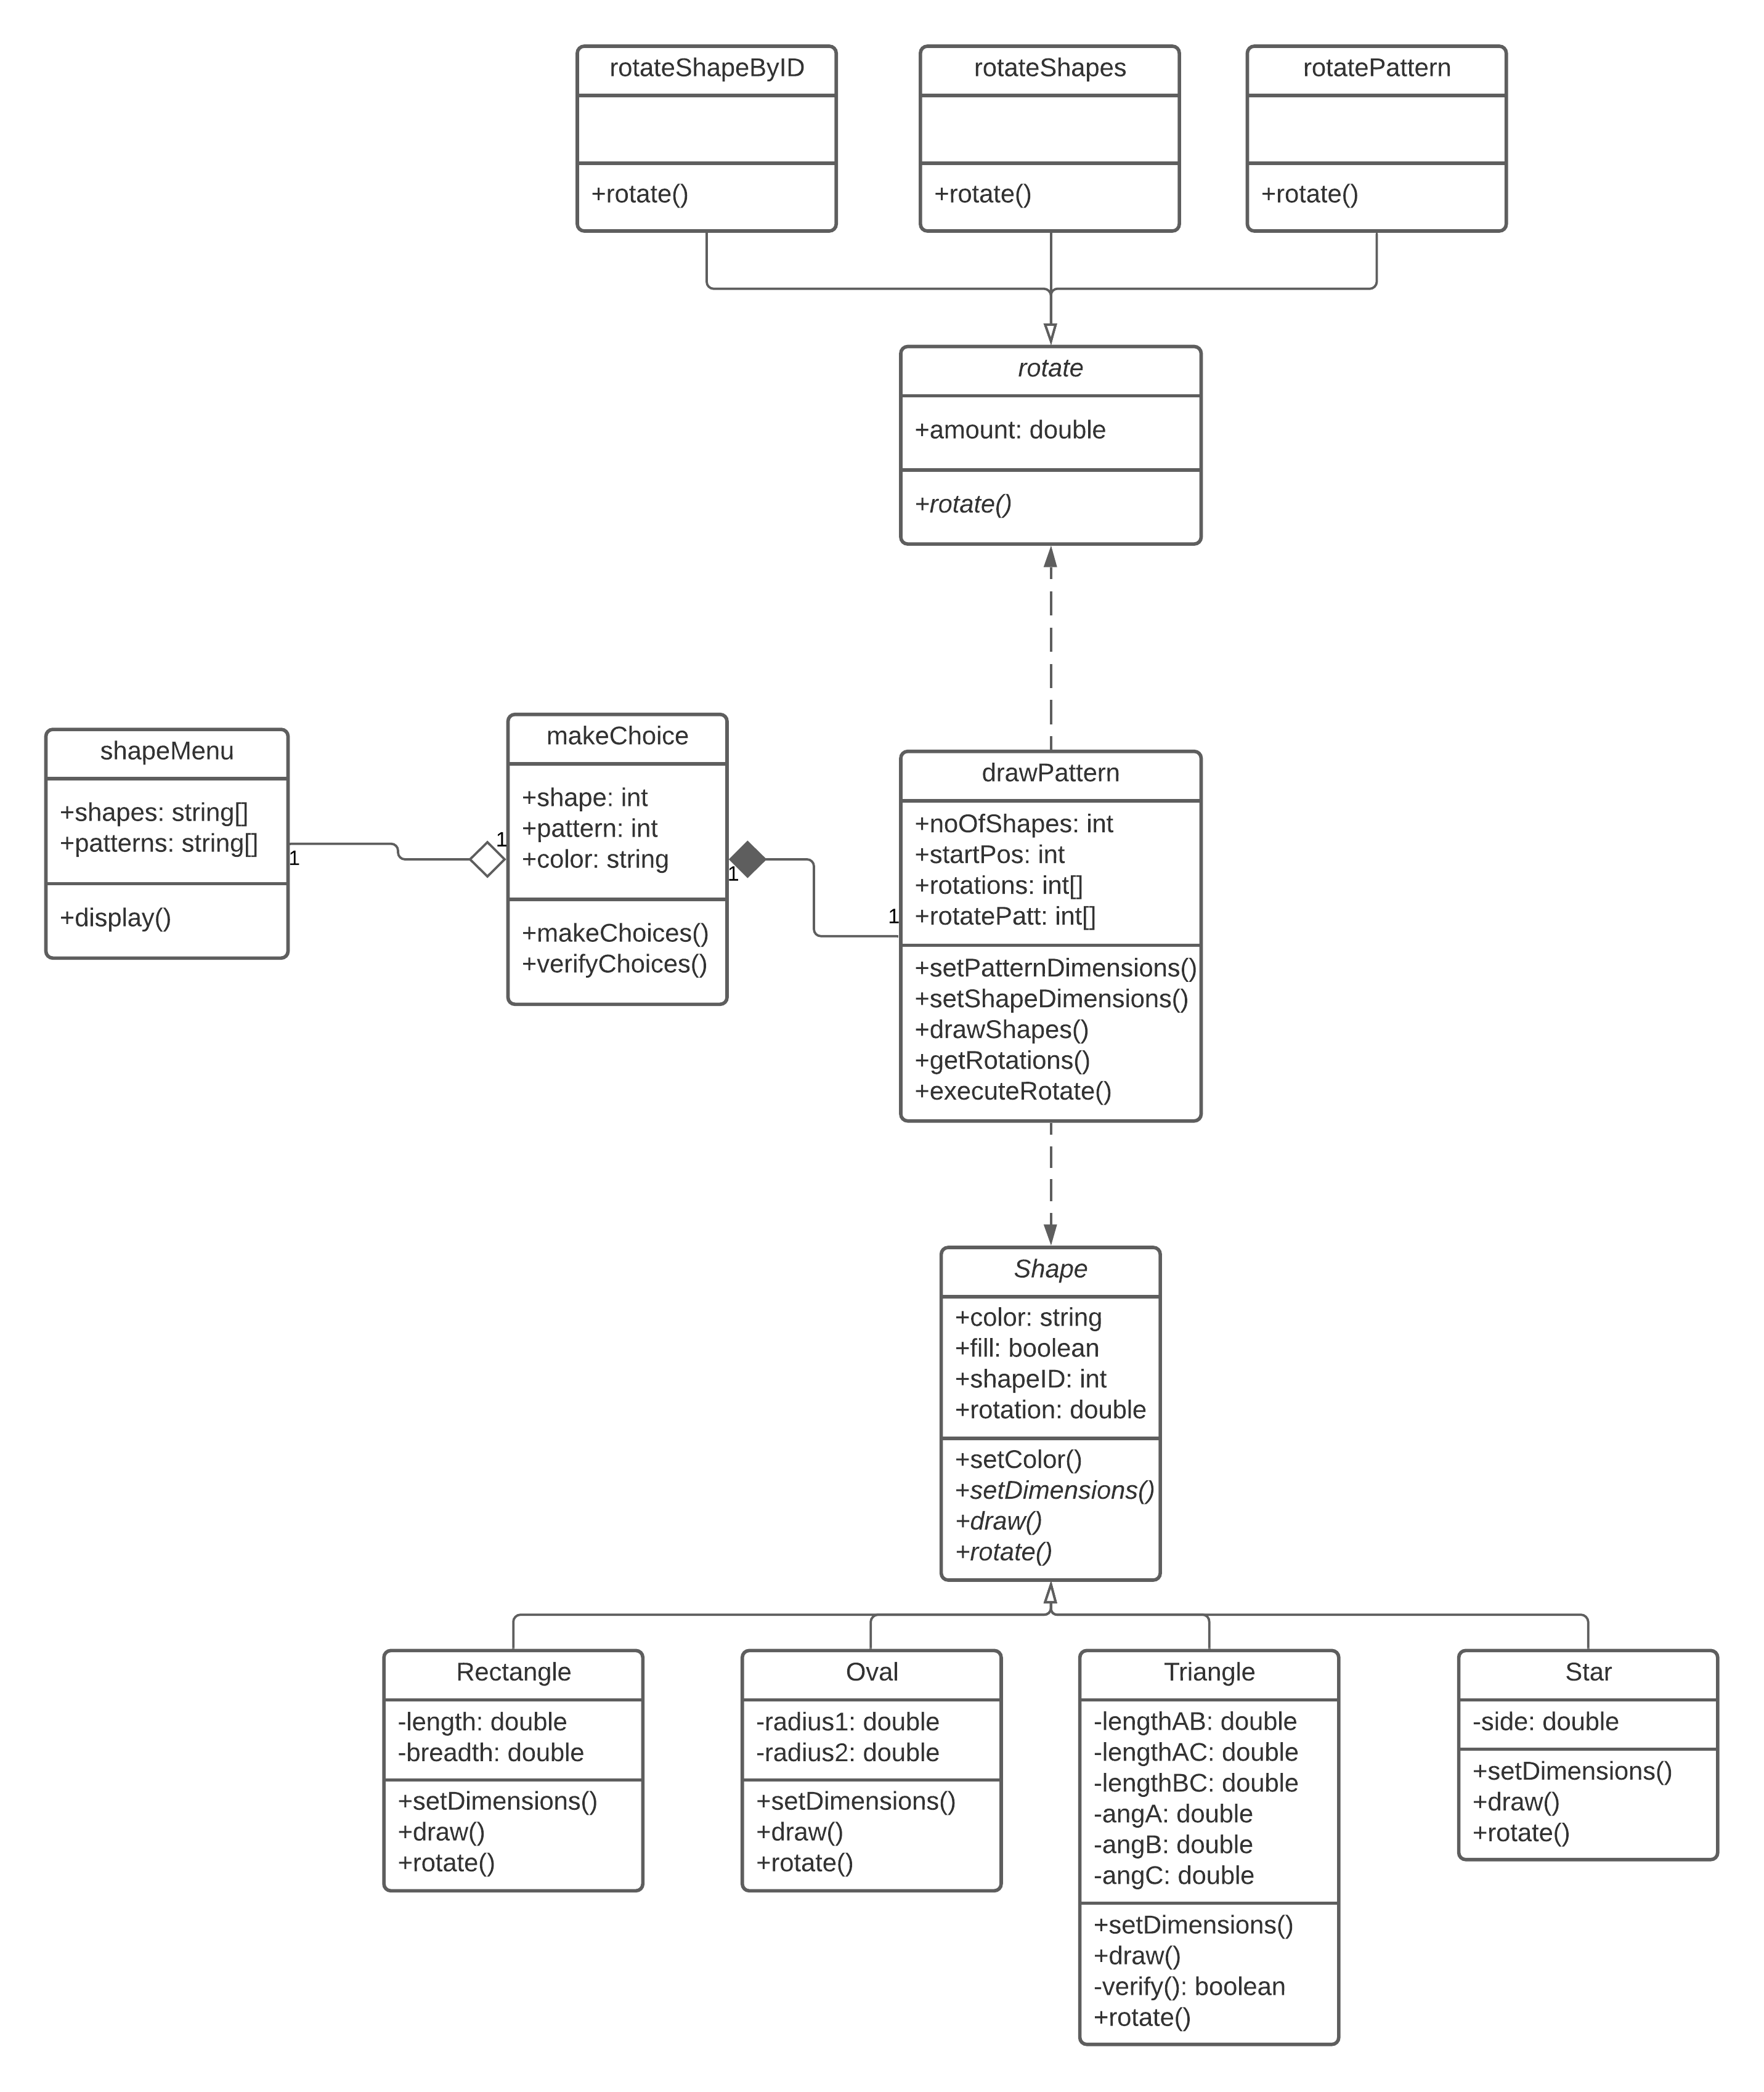 rotateShapeByID
+rotate()
rotateShapes
+rotate()
rotatePattern
+rotate()
rotate
+amount: double
+rotate()
shapeMenu
+shapes: string[]
+patterns: string[]
+display()
1
1
makeChoice
+shape: int
+pattern: int
+color: string
+makeChoices()
+verifyChoices()
1
1
drawPattern
+noOfShapes: int
+startPos: int
+rotations: int[]
+rotatePatt: int[]
+setPatternDimensions()
+setShapeDimensions()
+drawShapes()
+getRotations()
+executeRotate()
Shape
+color: string
+fill: boolean
+shapeID: int
+rotation: double
+setColor()
+setDimensions()
+draw()
+rotate()
Rectangle
-length: double
-breadth: double
+setDimensions()
+draw()
+rotate()
Oval
-radius1: double
-radius2: double
+setDimensions()
+draw()
+rotate()
Triangle
-lengthAB: double
-lengthAC: double
-lengthBC: double
-angA: double
-angB: double
-angC: double
+setDimensions()
+draw()
-verify(): boolean
+rotate()
Star
-side: double
+setDimensions()
+draw()
+rotate()